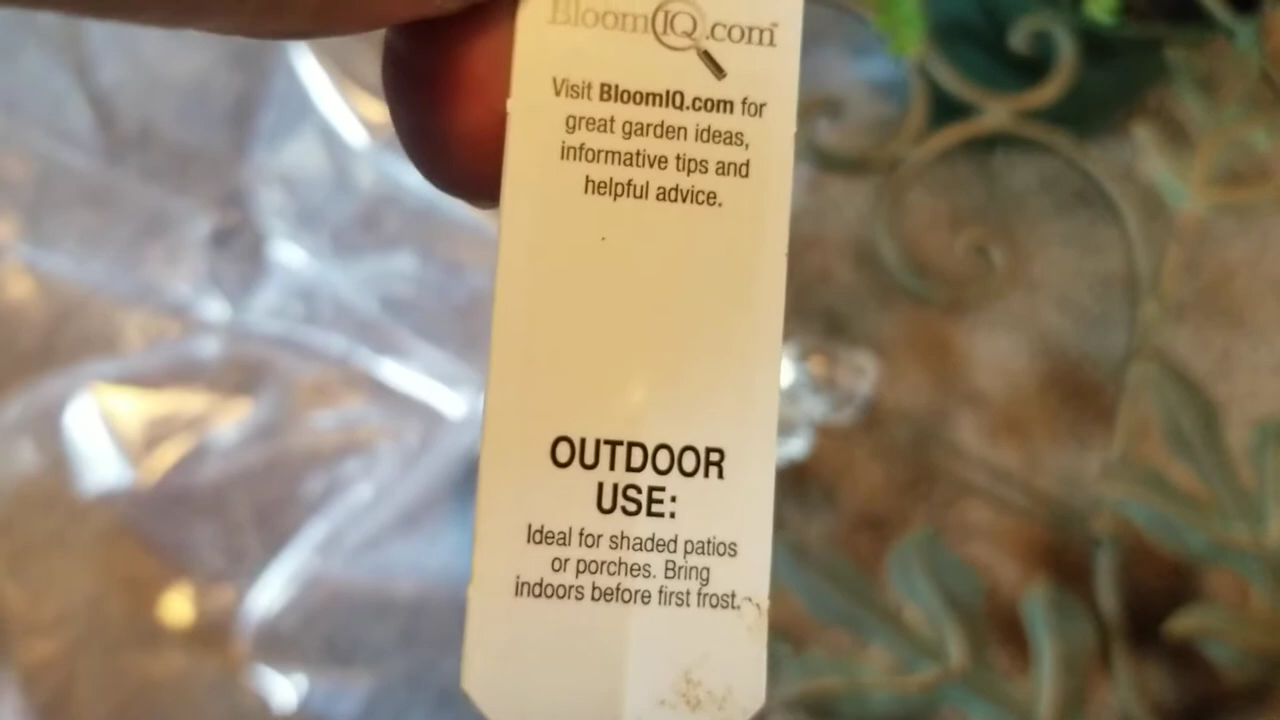 BloomIQ.com™
Visit BloomIQ.com for
great garden ideas,
informative tips and
helpful advice.
OUTDOOR
USE:
Ideal for shaded patios
or porches. Bring
indoors before first frost.